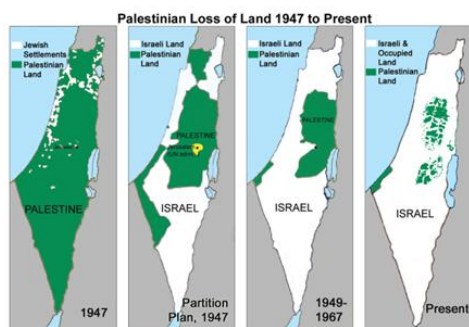 Palestinian Loss of Land 1947 to Present
Jewish
Settlements
Palestinian
Land
PALESTINE
1947
Israeli Land
Palestinian
Land
PALESTINE
Jerusalem
ISRAEL
Partition
Plan, 1947
Israeli Land
Palestinian
Land
PALESTINE
ISRAEL
1949-
1967
Israeli &
Occupied
Land
Palestinian
Land
ISRAEL
Present